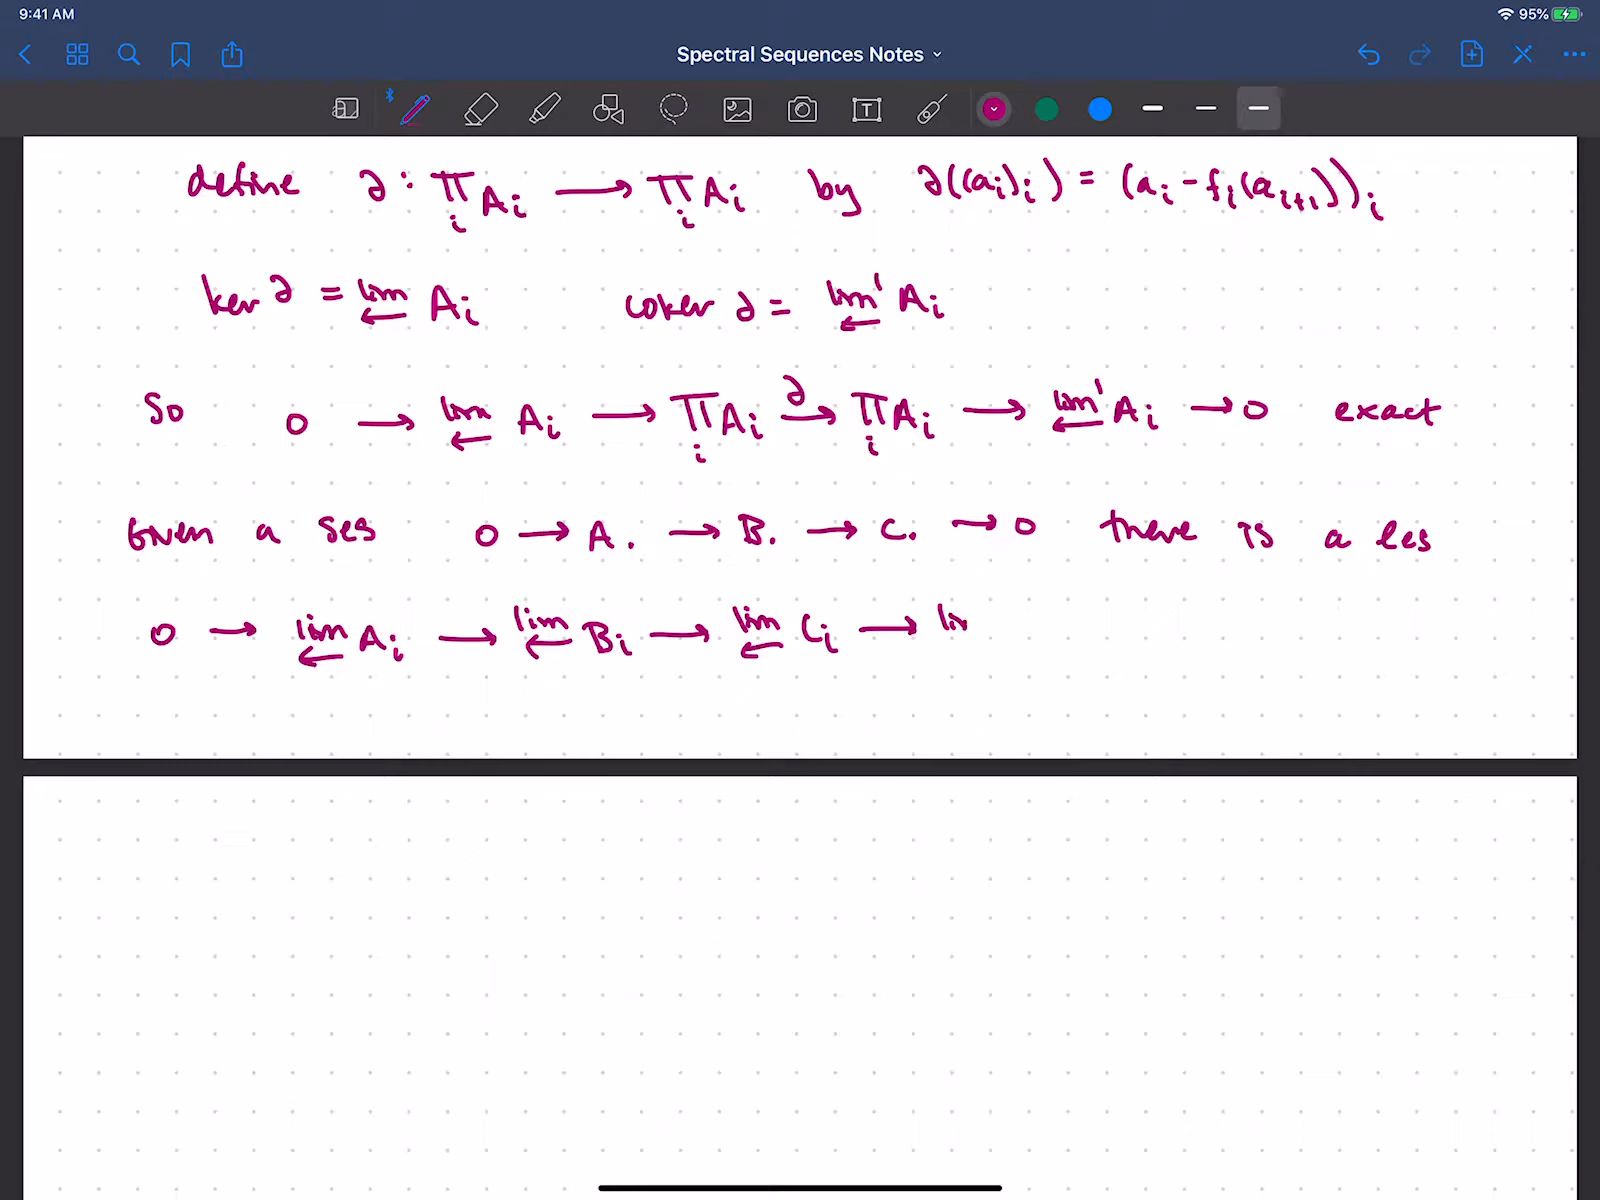 9:41 AM 95%
Spectral Sequences Notes
define ∂ : ∏_i A_i ⟶ ∏_i A_i by ∂((a_i)_i) = (a_i - f_i(a_{i+1}))_i
ker ∂ = lim← A_i coker ∂ = lim←¹ A_i
So 0 → lim← A_i → ∏_i A_i →^∂ ∏_i A_i → lim←¹ A_i → 0 exact
Given a ses 0 → A. → B. → C. → 0 there is a les
0 → lim← A_i → lim← B_i → lim← C_i → lim